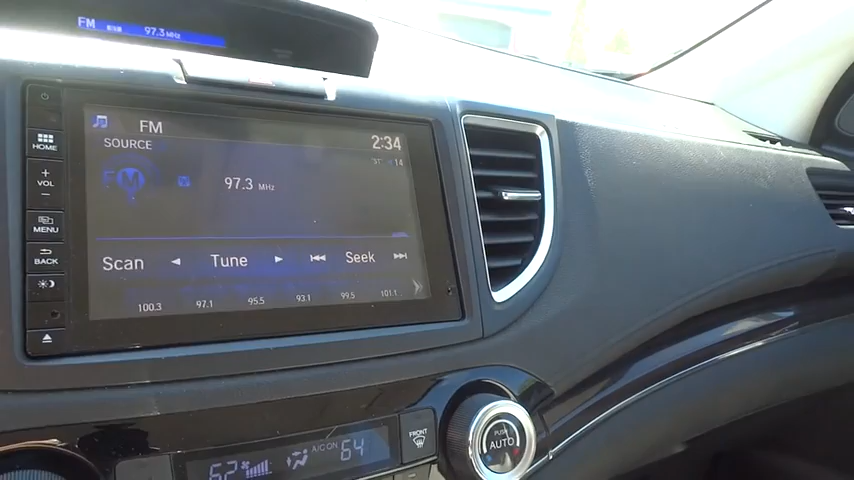 FM
97.3 MHz
FM
SOURCE
2:34
FM
97.3 MHz
Scan Tune Seek
100.3 97.1 95.5 93.1 99.5 101.1
HOME
+
VOL
−
MENU
BACK
FRONT
PUSH
AUTO
62
A/C ON
64